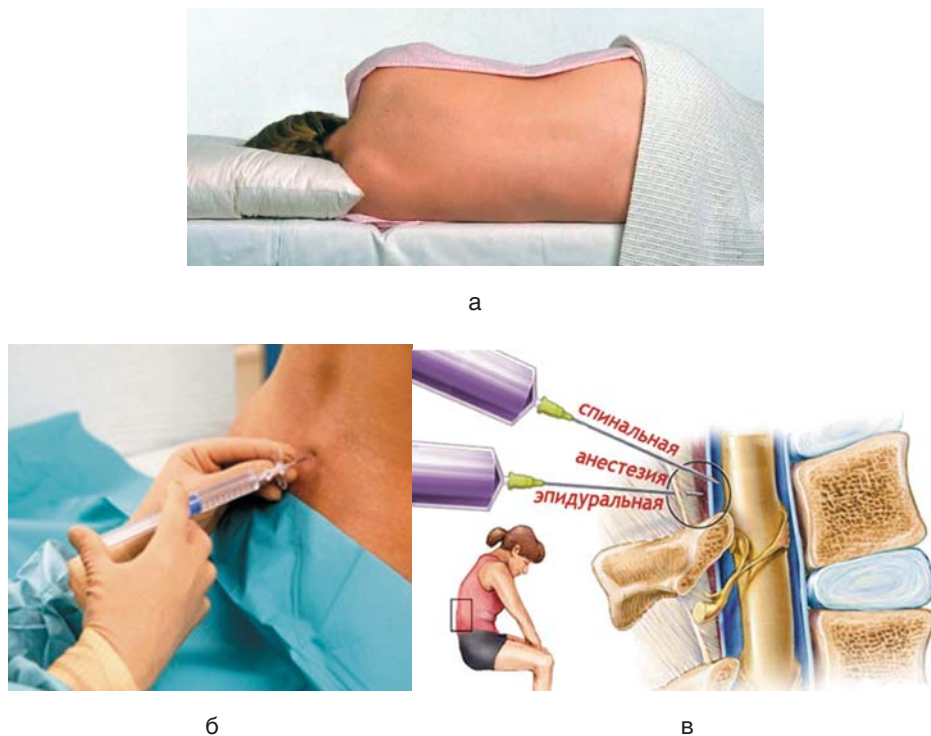 а
спинальная
анестезия
эпидуральная
б
в